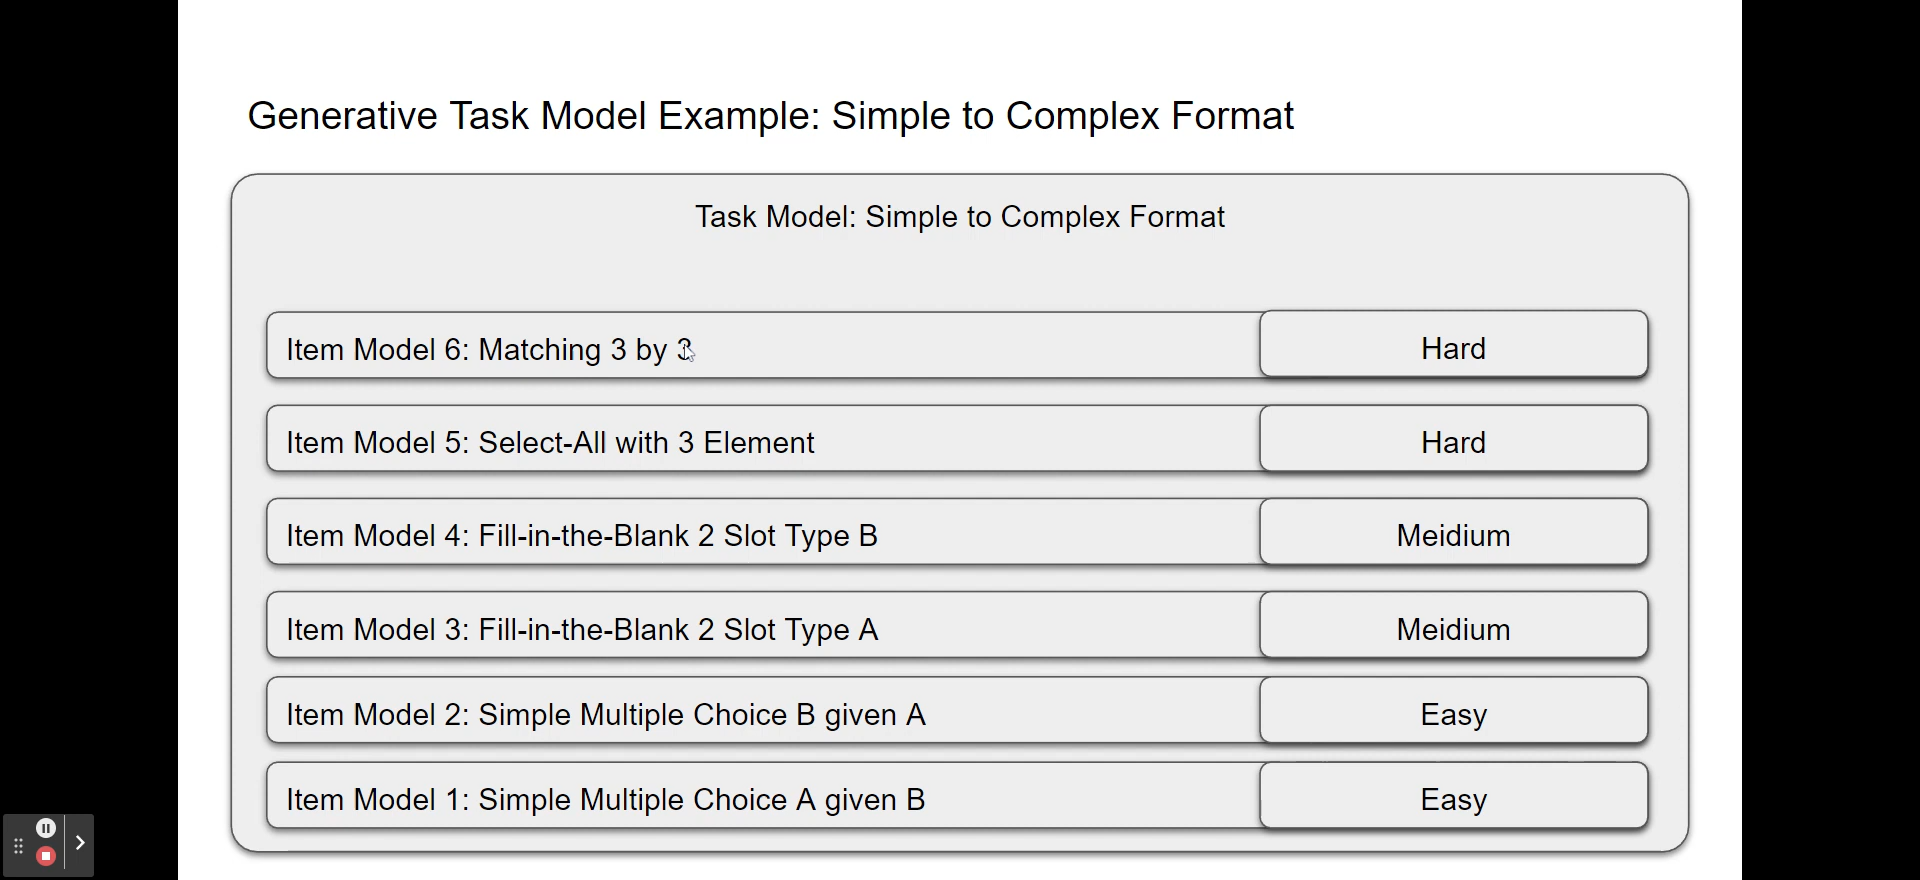 Generative Task Model Example: Simple to Complex Format
Task Model: Simple to Complex Format
Item Model 6: Matching 3 by 3
Hard
Item Model 5: Select-All with 3 Element
Hard
Item Model 4: Fill-in-the-Blank 2 Slot Type B
Meidium
Item Model 3: Fill-in-the-Blank 2 Slot Type A
Meidium
Item Model 2: Simple Multiple Choice B given A
Easy
Item Model 1: Simple Multiple Choice A given B
Easy